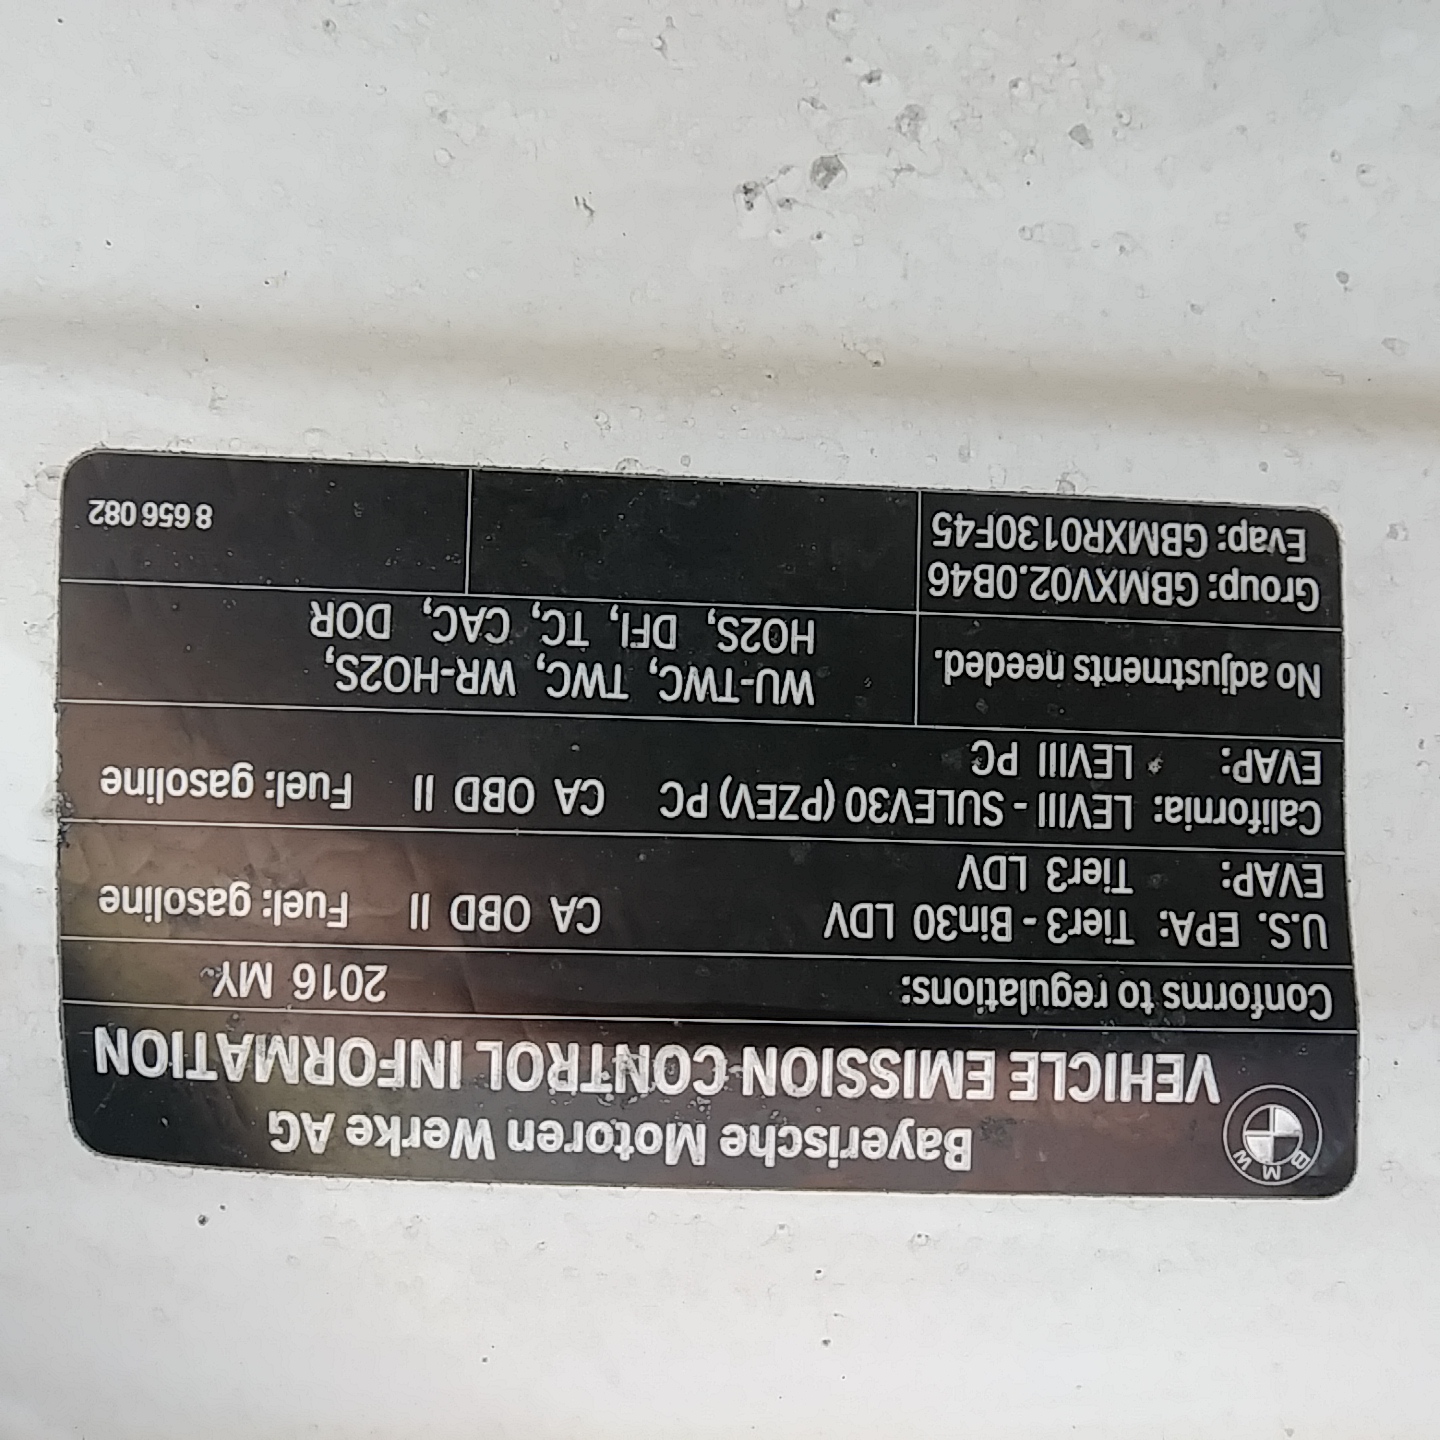 BMW
Bayerische Motoren Werke AG
VEHICLE EMISSION CONTROL INFORMATION
Conforms to regulations: 2016 MY
U.S. EPA: Tier3 - Bin30 LDV CA OBD II Fuel: gasoline
EVAP: Tier3 LDV
California: LEVIII - SULEV30 (PZEV) PC CA OBD II Fuel: gasoline
EVAP: LEVIII PC
No adjustments needed.
WU-TWC, TWC, WR-HO2S,
HO2S, DFI, TC, CAC, DOR
Group: GBMXV02.0B46
Evap: GBMXR0130F45
8 656 082